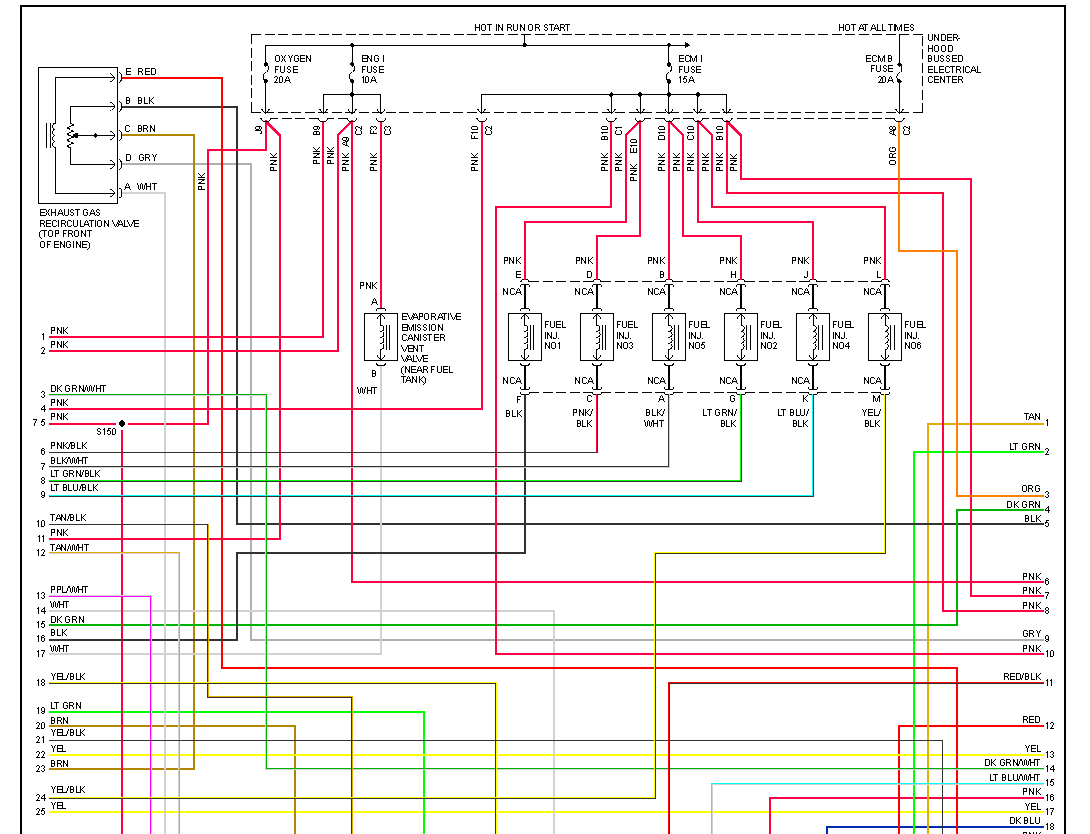 HOT IN RUN OR START
HOT AT ALL TIMES
UNDER-
HOOD
BUSSED
ELECTRICAL
CENTER
OXYGEN
FUSE
20A
ENG I
FUSE
10A
ECM I
FUSE
15A
ECM B
FUSE
20A
E RED
B BLK
C BRN
D GRY
A WHT
EXHAUST GAS
RECIRCULATION VALVE
(TOP FRONT
OF ENGINE)
J9
B9
A9
C2
F3
C3
F10
C2
B10
C1
E10
D10
C10
B10
A8
C2
PNK
PNK
PNK
PNK
PNK
PNK
PNK
PNK
PNK
PNK
PNK
PNK
PNK
PNK
ORG
PNK
A
EVAPORATIVE
EMISSION
CANISTER
VENT
VALVE
(NEAR FUEL
TANK)
B
WHT
PNK PNK PNK PNK PNK PNK
E D B H J L
NCA NCA NCA NCA NCA NCA
FUEL
INJ.
NO1
FUEL
INJ.
NO3
FUEL
INJ.
NO5
FUEL
INJ.
NO2
FUEL
INJ.
NO4
FUEL
INJ.
NO6
NCA NCA NCA NCA NCA NCA
F C A G K M
BLK
PNK/
BLK
BLK/
WHT
LT GRN/
BLK
LT BLU/
BLK
YEL/
BLK
1 PNK
2 PNK
3 DK GRN/WHT
4 PNK
7 5 PNK
S150
6 PNK/BLK
7 BLK/WHT
8 LT GRN/BLK
9 LT BLU/BLK
10 TAN/BLK
11 PNK
12 TAN/WHT
13 PPL/WHT
14 WHT
15 DK GRN
16 BLK
17 WHT
18 YEL/BLK
19 LT GRN
20 BRN
21 YEL/BLK
22 YEL
23 BRN
24 YEL/BLK
25 YEL
TAN 1
LT GRN 2
ORG 3
DK GRN 4
BLK 5
PNK 6
PNK 7
PNK 8
GRY 9
PNK 10
RED/BLK 11
RED 12
YEL 13
DK GRN/WHT 14
LT BLU/WHT 15
PNK 16
YEL 17
DK BLU 18